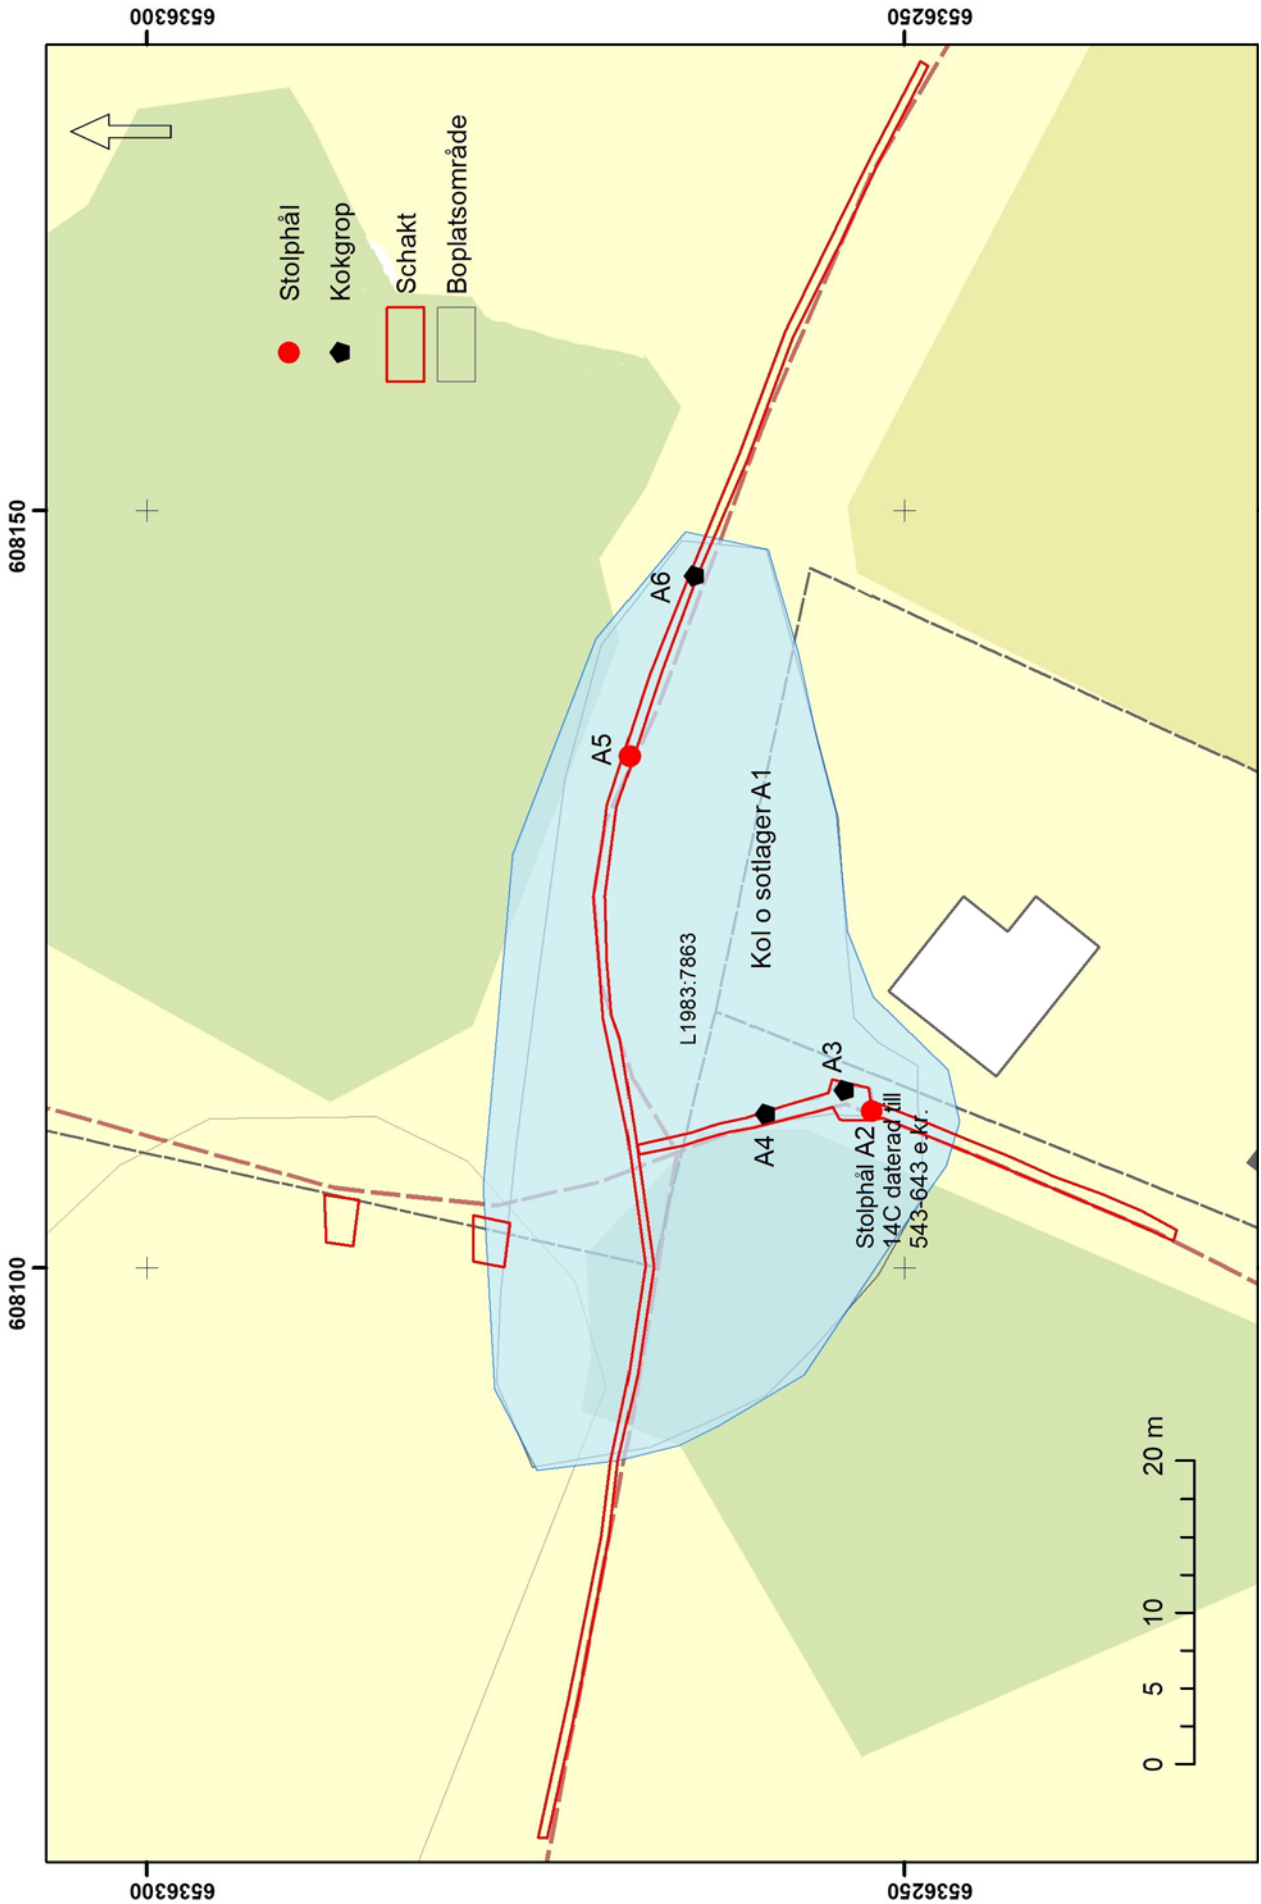 608100
608150
6536300
6536300
6536250
6536250
Stolphål
Kokgrop
Schakt
Boplatsområde
A5
A6
L1983:7863
Kol o sotlager A1
A4
A3
Stolphål A2
14C daterad till
543-643 e.kr.
0 5 10 20 m